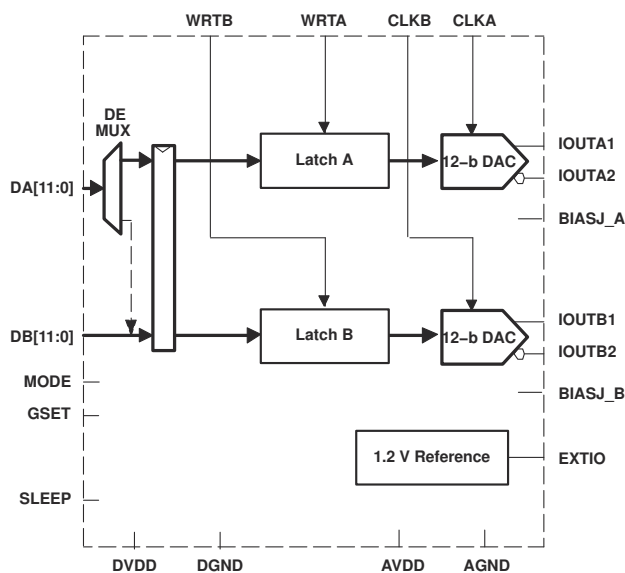 WRTB WRTA CLKB CLKA
DE
MUX
DA[11:0]
Latch A
12−b DAC
IOUTA1
IOUTA2
BIASJ_A
DB[11:0]
Latch B
12−b DAC
IOUTB1
IOUTB2
MODE
BIASJ_B
GSET
1.2 V Reference
EXTIO
SLEEP
DVDD DGND AVDD AGND